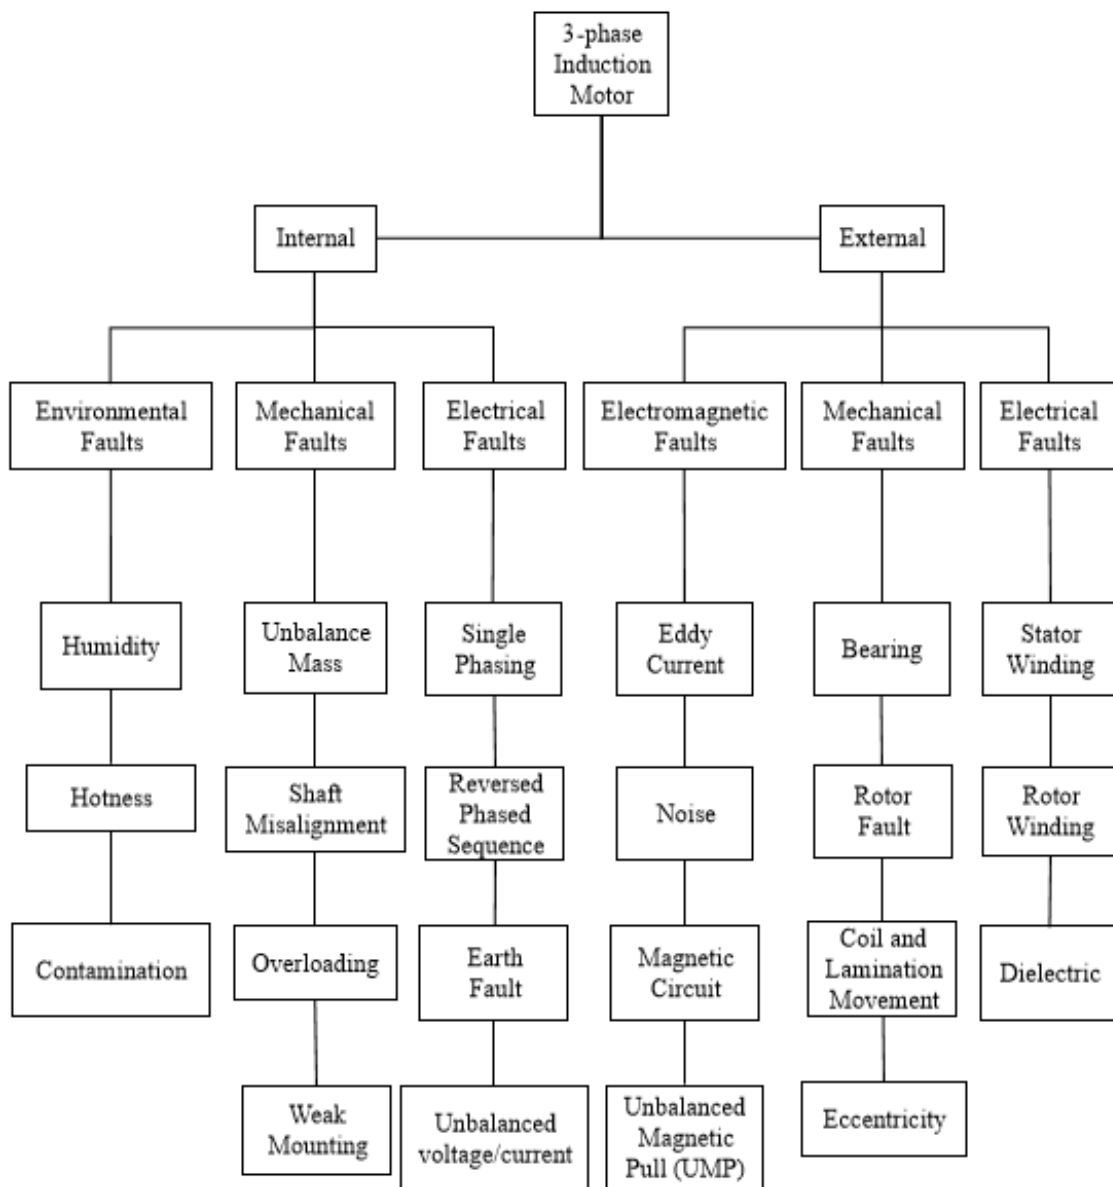 3-phase
Induction
Motor
Internal
External
Environmental
Faults
Mechanical
Faults
Electrical
Faults
Electromagnetic
Faults
Mechanical
Faults
Electrical
Faults
Humidity
Unbalance
Mass
Single
Phasing
Eddy
Current
Bearing
Stator
Winding
Hotness
Shaft
Misalignment
Reversed
Phased
Sequence
Noise
Rotor
Fault
Rotor
Winding
Contamination
Overloading
Earth
Fault
Magnetic
Circuit
Coil and
Lamination
Movement
Dielectric
Weak
Mounting
Unbalanced
voltage/current
Unbalanced
Magnetic
Pull (UMP)
Eccentricity